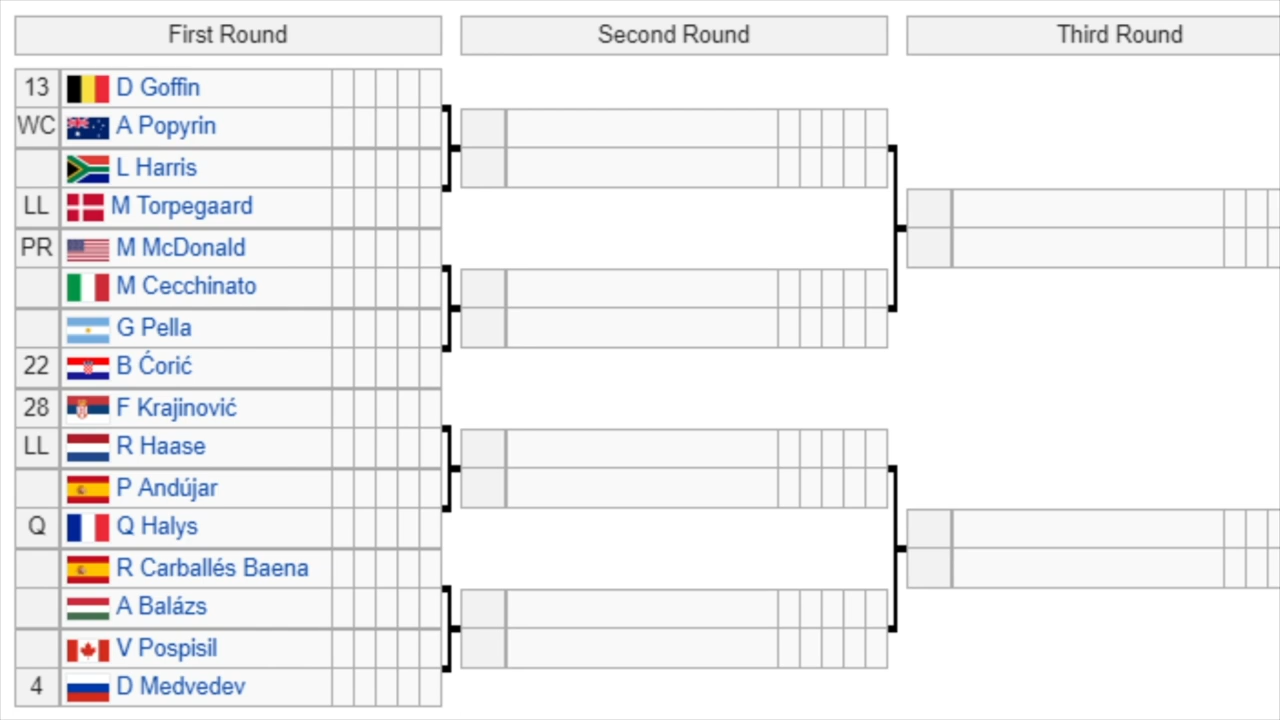 First Round Second Round Third Round
13 D Goffin
WC A Popyrin
L Harris
LL M Torpegaard
PR M McDonald
M Cecchinato
G Pella
22 B Ćorić
28 F Krajinović
LL R Haase
P Andújar
Q Q Halys
R Carballés Baena
A Balázs
V Pospisil
4 D Medvedev